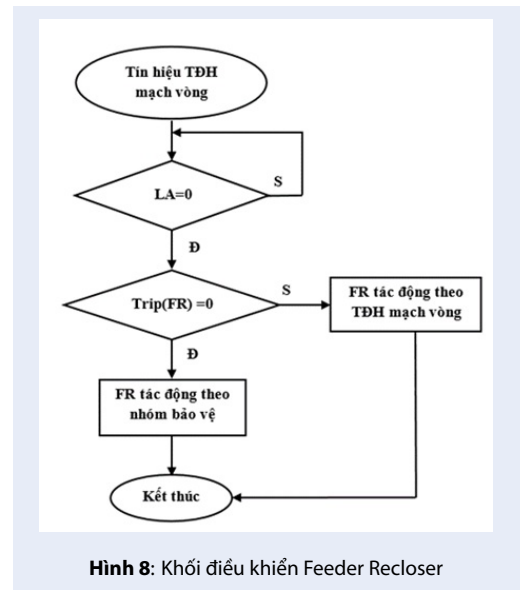 Tín hiệu TĐH
mạch vòng
LA=0
S
Đ
Trip(FR) =0
S
FR tác động theo
TĐH mạch vòng
Đ
FR tác động theo
nhóm bảo vệ
Kết thúc
Hình 8: Khối điều khiển Feeder Recloser